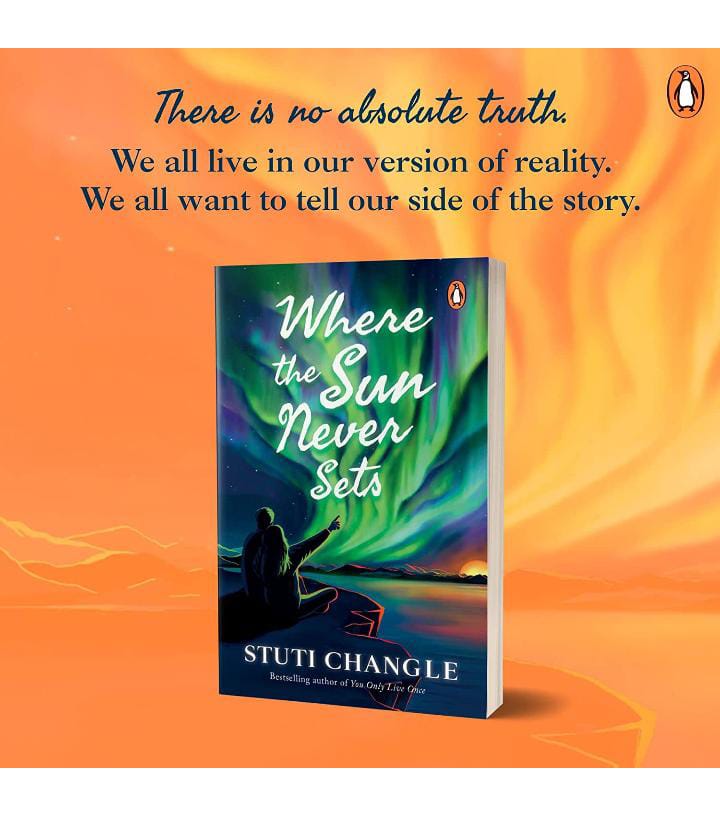 There is no absolute truth.
We all live in our version of reality.
We all want to tell our side of the story.
Where
the Sun
Never
Sets
STUTI CHANGLE
Bestselling author of You Only Live Once